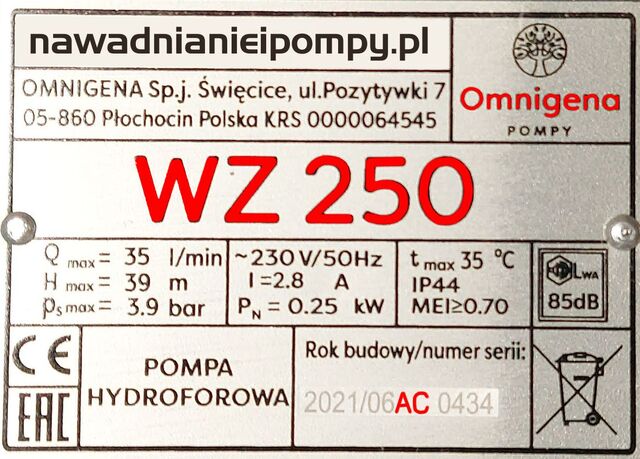 nawadnianieipompy.pl
OMNIGENA Sp.j. Święcice, ul.Pozytywki 7
05-860 Płochocin Polska KRS 0000064545
Omnigena
POMPY
WZ 250
Q max = 35 l/min
H max = 39 m
ps max = 3.9 bar
~230V/50Hz
I =2.8 A
PN = 0.25 kW
t max 35 °C
IP44
MEI≥0.70
LWA
85dB
CE
EAC
POMPA
HYDROFOROWA
Rok budowy/numer serii:
2021/06AC 0434